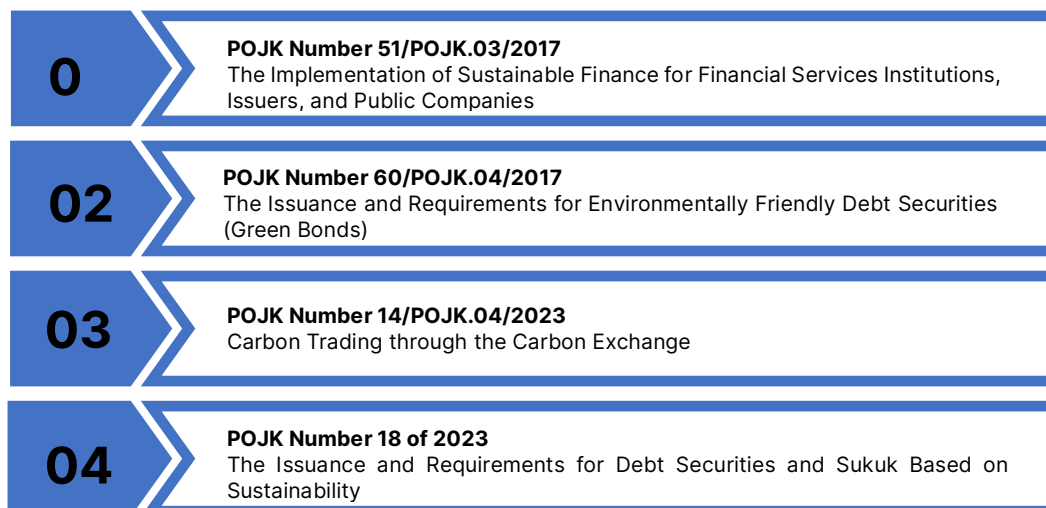 0
POJK Number 51/POJK.03/2017
The Implementation of Sustainable Finance for Financial Services Institutions,
Issuers, and Public Companies
02
POJK Number 60/POJK.04/2017
The Issuance and Requirements for Environmentally Friendly Debt Securities
(Green Bonds)
03
POJK Number 14/POJK.04/2023
Carbon Trading through the Carbon Exchange
04
POJK Number 18 of 2023
The Issuance and Requirements for Debt Securities and Sukuk Based on
Sustainability